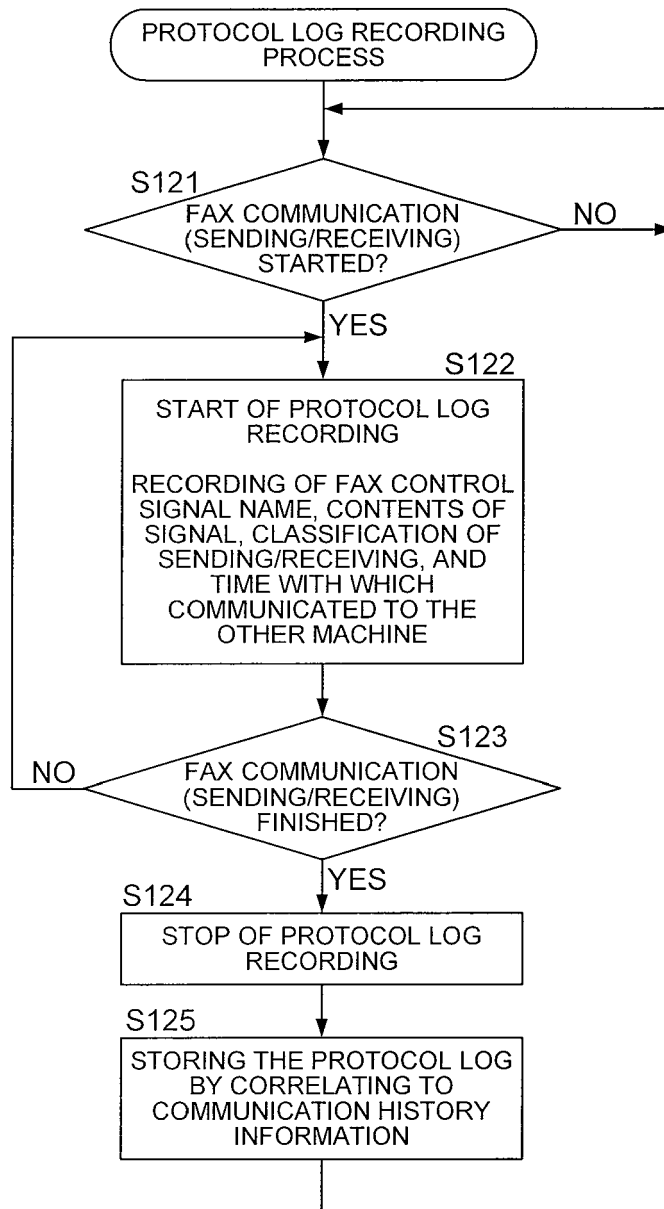 PROTOCOL LOG RECORDING
PROCESS
S121
FAX COMMUNICATION
(SENDING/RECEIVING)
STARTED?
NO
YES
S122
START OF PROTOCOL LOG
RECORDING
RECORDING OF FAX CONTROL
SIGNAL NAME, CONTENTS OF
SIGNAL, CLASSIFICATION OF
SENDING/RECEIVING, AND
TIME WITH WHICH
COMMUNICATED TO THE
OTHER MACHINE
S123
NO
FAX COMMUNICATION
(SENDING/RECEIVING)
FINISHED?
YES
S124
STOP OF PROTOCOL LOG
RECORDING
S125
STORING THE PROTOCOL LOG
BY CORRELATING TO
COMMUNICATION HISTORY
INFORMATION